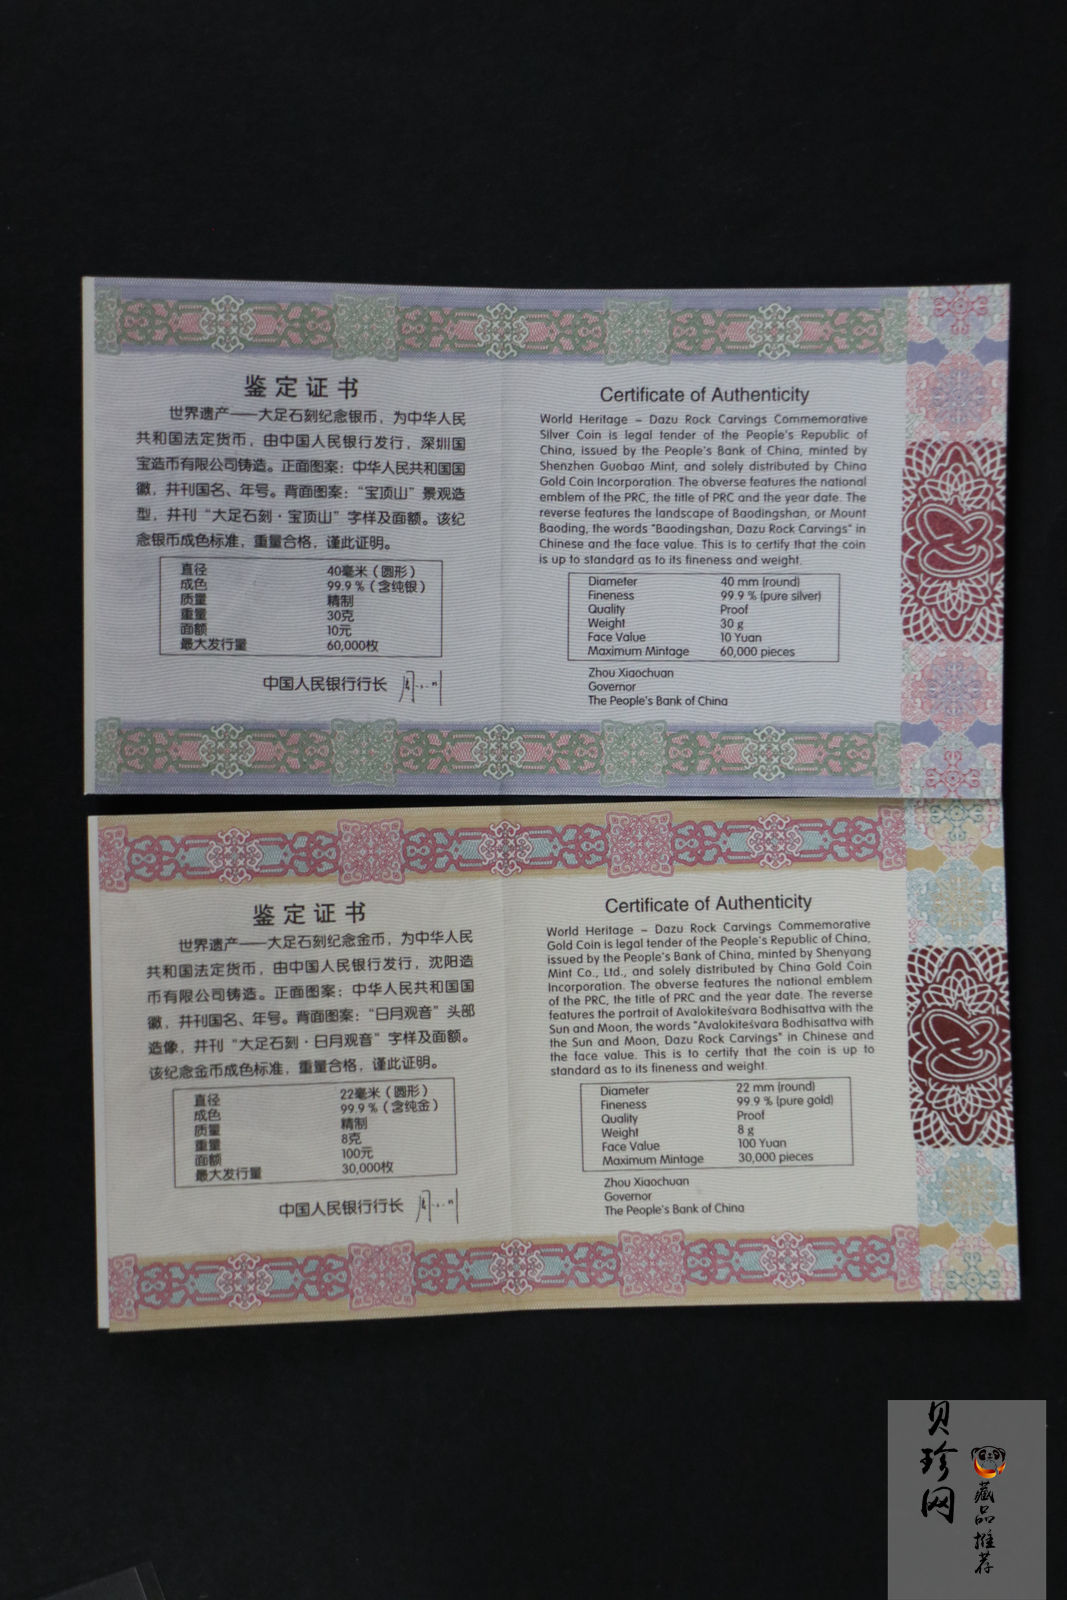 鉴定证书
世界遗产——大足石刻纪念银币，为中华人民
共和国法定货币，由中国人民银行发行，深圳国
宝造币有限公司铸造。正面图案：中华人民共和国国
徽，并刊国名、年号。背面图案：“宝顶山”景观造
型，并刊“大足石刻·宝顶山”字样及面额。该纪
念银币成色标准，重量合格，谨此证明。
直径 40毫米（圆形）
成色 99.9％（含纯银）
质量 精制
重量 30克
面额 10元
最大发行量 60,000枚
中国人民银行行长
Certificate of Authenticity
World Heritage – Dazu Rock Carvings Commemorative
Silver Coin is legal tender of the People's Republic of
China, issued by the People's Bank of China, minted by
Shenzhen Guobao Mint, and solely distributed by China
Gold Coin Incorporation. The obverse features the national
emblem of the PRC, the title of PRC and the year date. The
reverse features the landscape of Baodingshan, or Mount
Baoding, the words "Baodingshan, Dazu Rock Carvings" in
Chinese and the face value. This is to certify that the coin
is up to standard as to its fineness and weight.
Diameter 40 mm (round)
Fineness 99.9 % (pure silver)
Quality Proof
Weight 30 g
Face Value 10 Yuan
Maximum Mintage 60,000 pieces
Zhou Xiaochuan
Governor
The People's Bank of China
鉴定证书
世界遗产——大足石刻纪念金币，为中华人民
共和国法定货币，由中国人民银行发行，沈阳造
币有限公司铸造。正面图案：中华人民共和国国
徽，并刊国名、年号。背面图案：“日月观音”头部
造像，并刊“大足石刻·日月观音”字样及面额。
该纪念金币成色标准，重量合格，谨此证明。
直径 22毫米（圆形）
成色 99.9％（含纯金）
质量 精制
重量 8克
面额 100元
最大发行量 30,000枚
中国人民银行行长
Certificate of Authenticity
World Heritage – Dazu Rock Carvings Commemorative
Gold Coin is legal tender of the People's Republic of China,
issued by the People's Bank of China, minted by Shenyang
Mint Co., Ltd., and solely distributed by China Gold Coin
Incorporation. The obverse features the national emblem
of the PRC, the title of PRC and the year date. The reverse
features the portrait of Avalokiteśvara Bodhisattva with the
Sun and Moon, the words "Avalokiteśvara Bodhisattva with
the Sun and Moon, Dazu Rock Carvings" in Chinese and
the face value. This is to certify that the coin is up to
standard as to its fineness and weight.
Diameter 22 mm (round)
Fineness 99.9 % (pure gold)
Quality Proof
Weight 8 g
Face Value 100 Yuan
Maximum Mintage 30,000 pieces
Zhou Xiaochuan
Governor
The People's Bank of China
贝珍网
藏品推荐